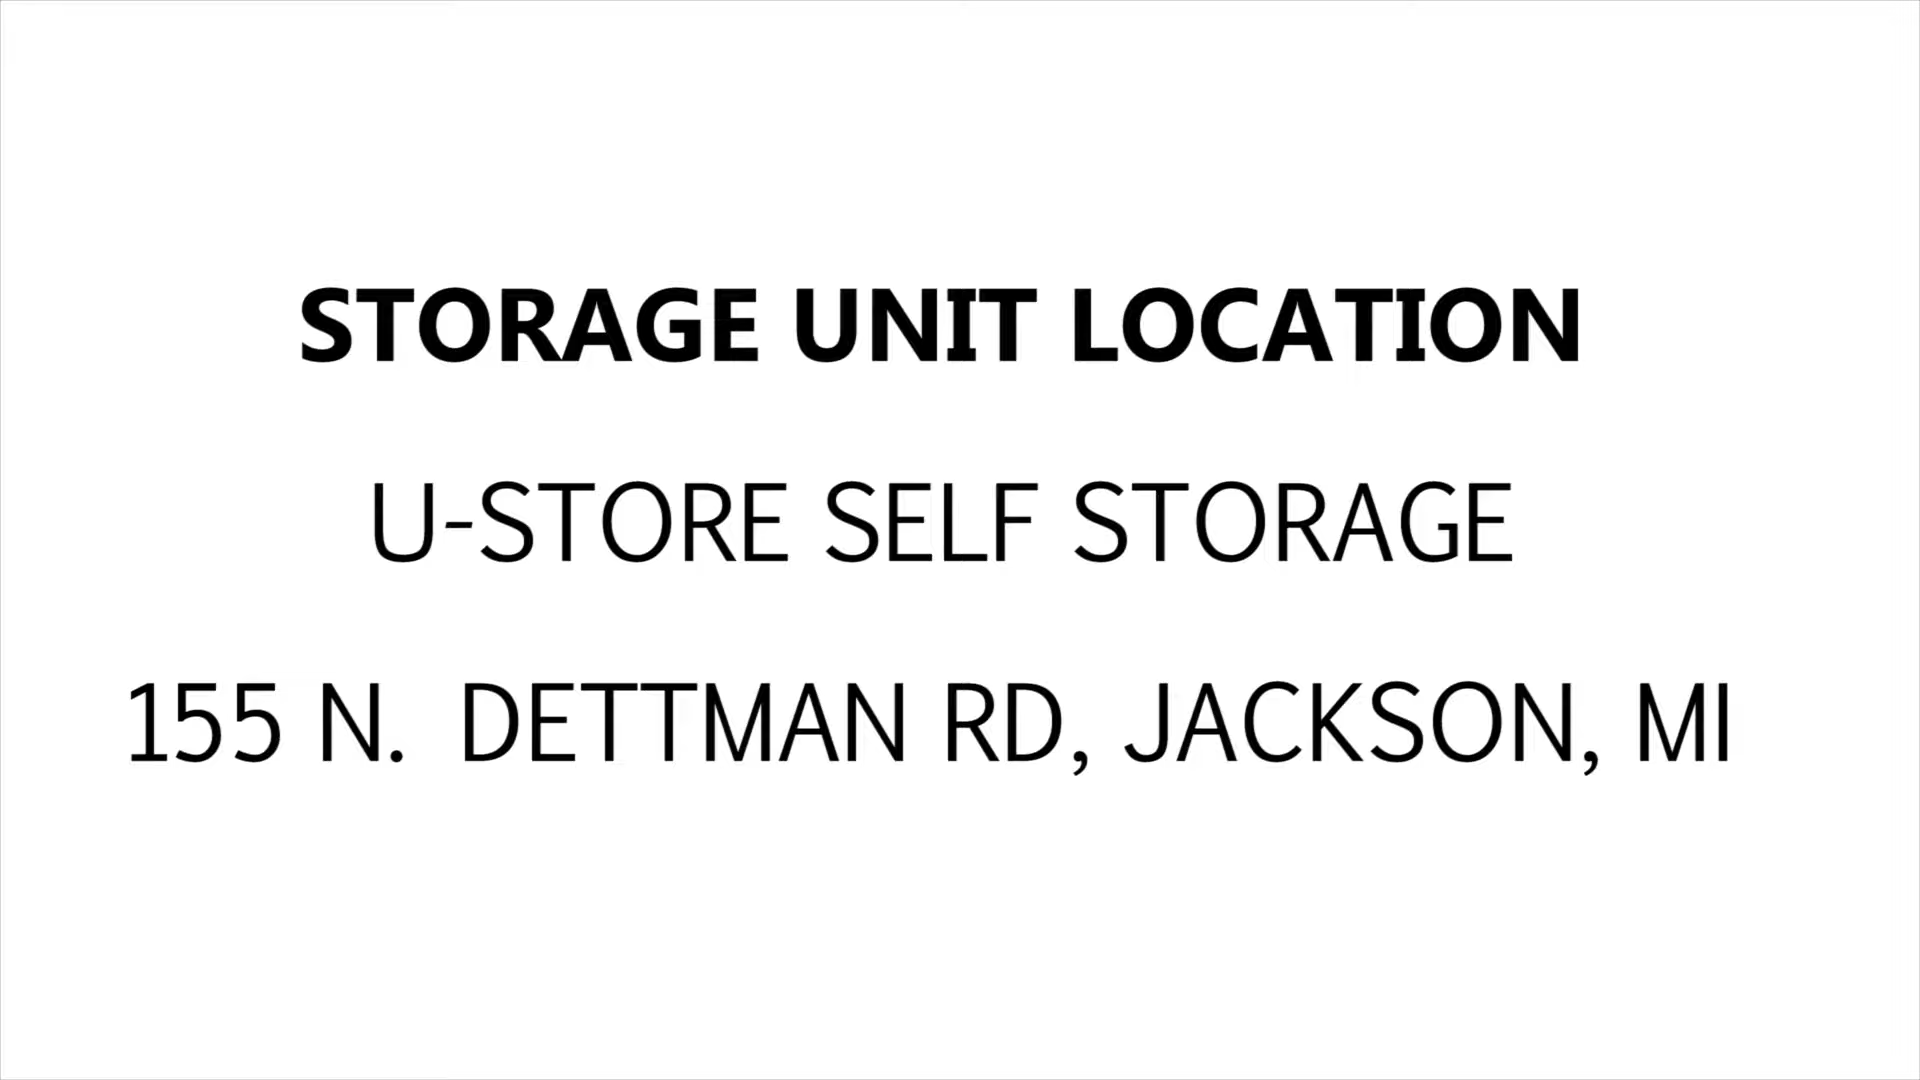 STORAGE UNIT LOCATION
U-STORE SELF STORAGE
155 N.  DETTMAN RD, JACKSON, MI